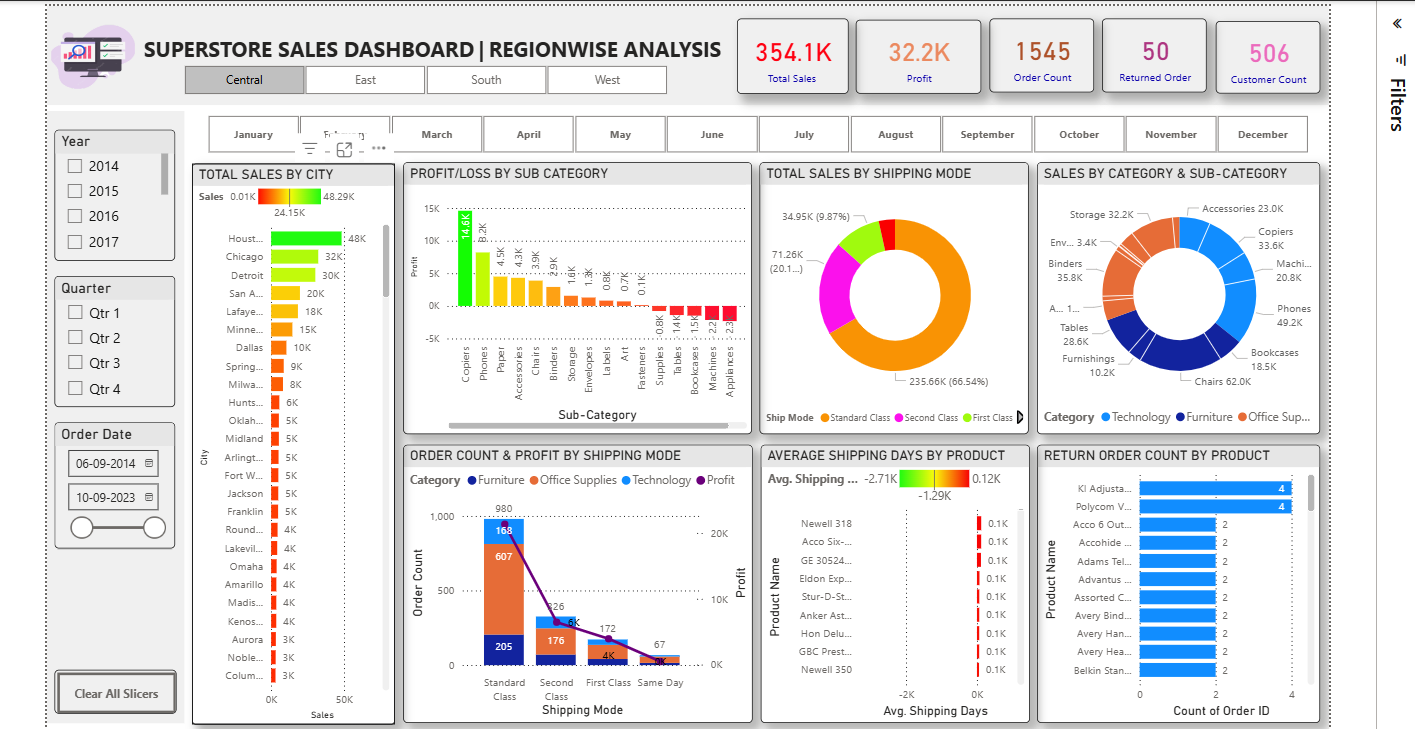 SUPERSTORE SALES DASHBOARD | REGIONWISE ANALYSIS
Central East South West
354.1K
Total Sales
32.2K
Profit
1545
Order Count
50
Returned Order
506
Customer Count
Filters
January February March April May June July August September October November December
Year
2014
2015
2016
2017
Quarter
Qtr 1
Qtr 2
Qtr 3
Qtr 4
Order Date
06-09-2014
10-09-2023
Clear All Slicers
TOTAL SALES BY CITY
Sales 0.01K 48.29K
24.15K
City
Houst... 48K
Chicago 32K
Detroit 30K
San A... 20K
Lafaye... 18K
Minne... 15K
Dallas 10K
Spring... 9K
Milwa... 8K
Hunts... 6K
Oklah... 5K
Midland 5K
Arlingt... 5K
Fort W... 5K
Jackson 5K
Franklin 5K
Round... 4K
Lakevil... 4K
Omaha 4K
Amarillo 4K
Madis... 4K
Kenos... 4K
Aurora 3K
Noble... 3K
Colum... 3K
0K 50K
Sales
PROFIT/LOSS BY SUB CATEGORY
Profit
15K
10K
5K
0K
-5K
14.6K 8.2K 4.5K 4.3K 3.9K 2.9K 1.6K 1.3K 0.8K 0.7K 0.1K -0.8K -1.4K -1.5K -2.2 -2.3
Copiers Phones Paper Accessories Chairs Binders Storage Envelopes Labels Art Fasteners Supplies Tables Bookcases Machines Appliances
Sub-Category
TOTAL SALES BY SHIPPING MODE
34.95K (9.87%)
71.26K
(20.1...)
235.66K (66.54%)
Ship Mode Standard Class Second Class First Class
SALES BY CATEGORY & SUB-CATEGORY
Accessories 23.0K
Copiers
33.6K
Machi...
20.8K
Phones
49.2K
Bookcases
18.5K
Chairs 62.0K
Furnishings
10.2K
Tables
28.6K
A... 1...
Binders
35.8K
Env... 3.4K
Storage 32.2K
Category Technology Furniture Office Sup...
ORDER COUNT & PROFIT BY SHIPPING MODE
Category Furniture Office Supplies Technology Profit
Order Count
1,000
500
0
980
168
607
205
326
6K
176
172
4K
67
20K
10K
0K
Profit
Standard Class
Second Class
First Class
Same Day
Shipping Mode
AVERAGE SHIPPING DAYS BY PRODUCT
Avg. Shipping ... -2.71K 0.12K
-1.29K
Product Name
Newell 318 0.1K
Acco Six-... 0.1K
GE 30524... 0.1K
Eldon Exp... 0.1K
Stur-D-St... 0.1K
Anker Ast... 0.1K
Hon Delu... 0.1K
GBC Prest... 0.1K
Newell 350 0.1K
-2K 0K
Avg. Shipping Days
RETURN ORDER COUNT BY PRODUCT
Product Name
KI Adjusta... 4
Polycom V... 4
Acco 6 Out... 2
Accohide ... 2
Adams Tel... 2
Advantus ... 2
Assorted C... 2
Avery Bind... 2
Avery Han... 2
Avery Hea... 2
Belkin Stan... 2
0 2 4
Count of Order ID